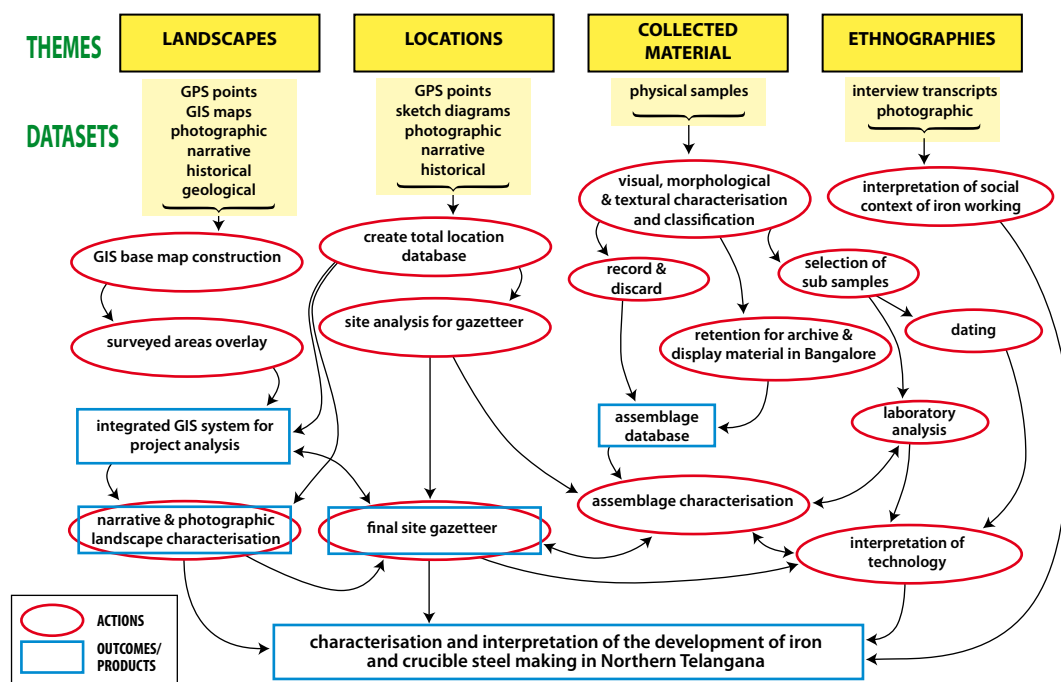 THEMES
LANDSCAPES
LOCATIONS
COLLECTED
MATERIAL
ETHNOGRAPHIES
DATASETS
GPS points
GIS maps
photographic
narrative
historical
geological
GPS points
sketch diagrams
photographic
narrative
historical
physical samples
interview transcripts
photographic
GIS base map construction
create total location
database
visual, morphological
& textural characterisation
and classification
interpretation of social
context of iron working
record &
discard
selection of
sub samples
surveyed areas overlay
site analysis for gazetteer
retention for archive &
display material in Bangalore
dating
integrated GIS system for
project analysis
assemblage
database
laboratory
analysis
narrative & photographic
landscape characterisation
final site gazetteer
assemblage characterisation
interpretation of
technology
ACTIONS
OUTCOMES/
PRODUCTS
characterisation and interpretation of the development of iron
and crucible steel making in Northern Telangana